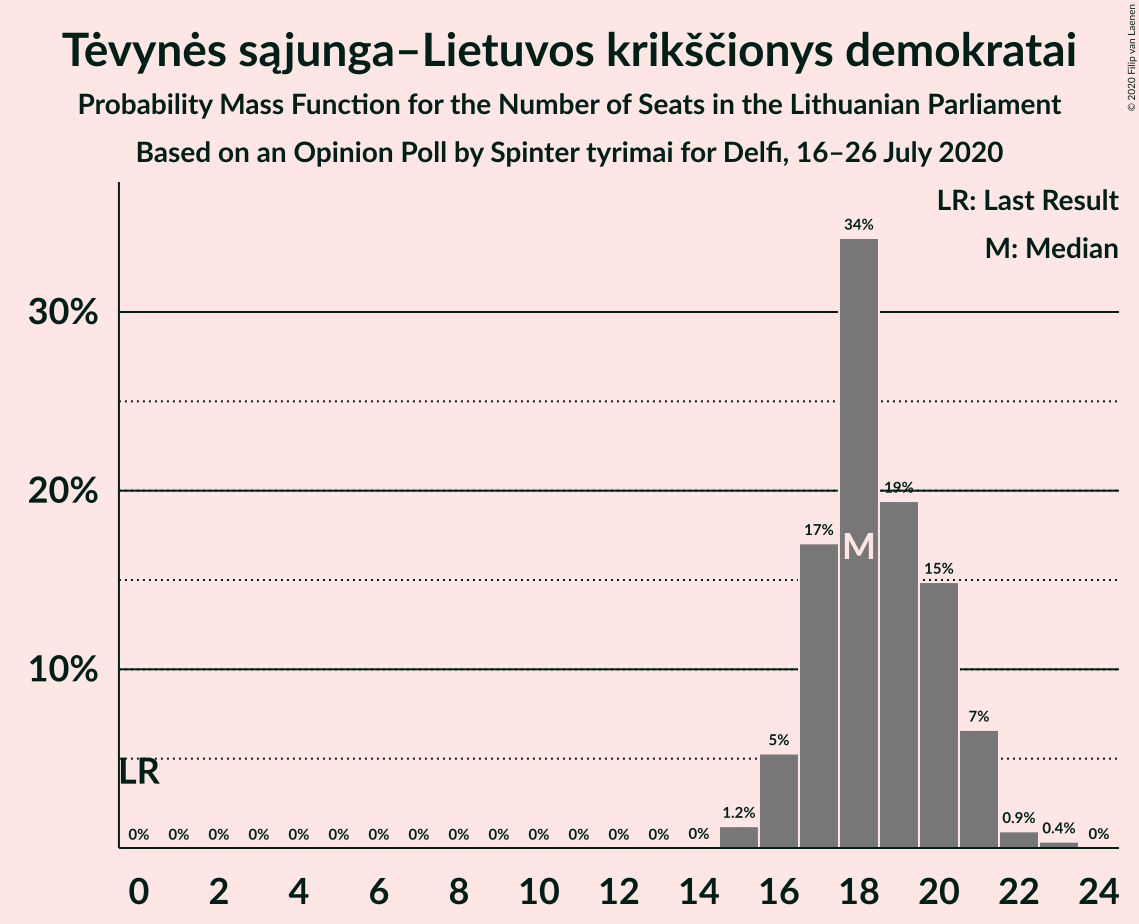 Tėvynės sąjunga–Lietuvos krikščionys demokratai
Probability Mass Function for the Number of Seats in the Lithuanian Parliament
Based on an Opinion Poll by Spinter tyrimai for Delfi, 16–26 July 2020
© 2020 Filip van Laenen
LR: Last Result
M: Median
34%
30%
20%
19%
17%
M
15%
10%
7%
5%
LR
1.2%
0.9%
0.4%
0% 0% 0% 0% 0% 0% 0% 0% 0% 0% 0% 0% 0% 0% 0% 0%
0 2 4 6 8 10 12 14 16 18 20 22 24